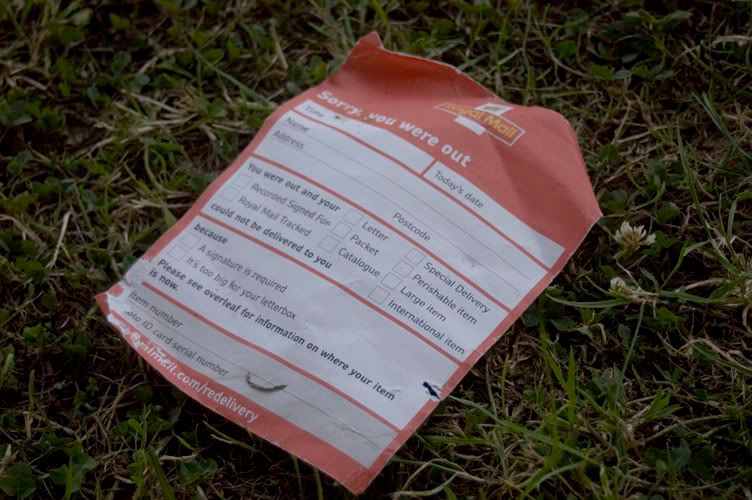 Royal Mail
Sorry, you were out
Time
Today's date
Name
Address
Postcode
You were out and your
Recorded Signed For
Letter
Special Delivery
Royal Mail Tracked
Packet
Perishable item
Catalogue
Large item
International item
could not be delivered to you
because
A signature is required
It's too big for your letterbox
Please see overleaf for information on where your item
is now.
Item number
ID card serial number
.com/redelivery